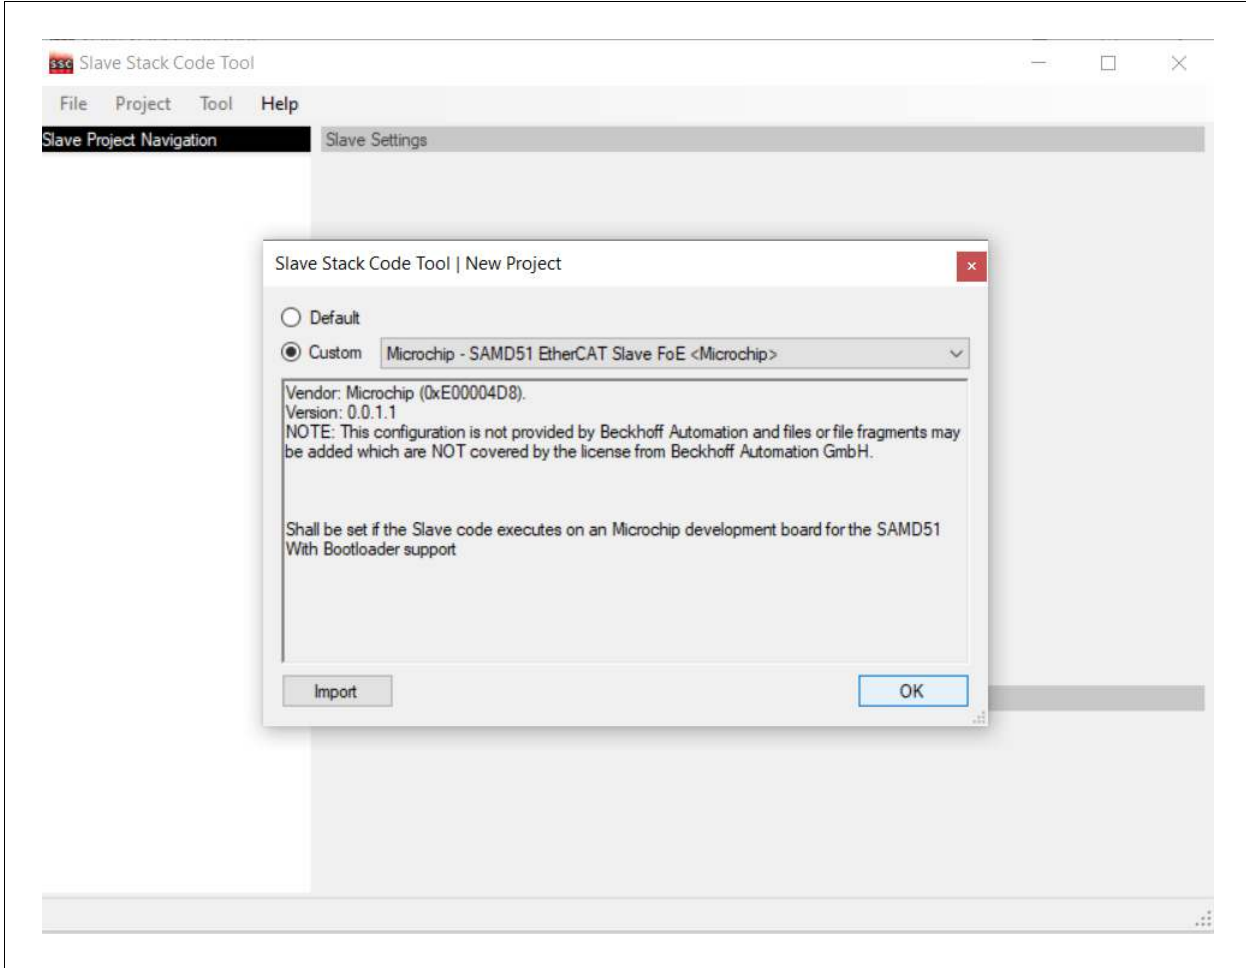 SSC Slave Stack Code Tool
File Project Tool Help
Slave Project Navigation
Slave Settings
Slave Stack Code Tool | New Project
Default
Custom Microchip - SAMD51 EtherCAT Slave FoE <Microchip>
Vendor: Microchip (0xE00004D8).
Version: 0.0.1.1
NOTE: This configuration is not provided by Beckhoff Automation and files or file fragments may
be added which are NOT covered by the license from Beckhoff Automation GmbH.
Shall be set if the Slave code executes on an Microchip development board for the SAMD51
With Bootloader support
Import
OK